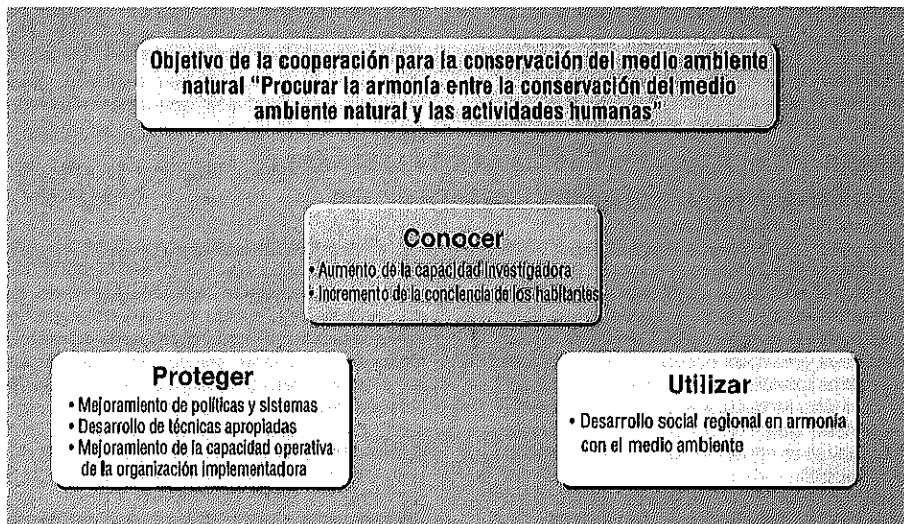 Objetivo de la cooperación para la conservación del medio ambiente
natural “Procurar la armonía entre la conservación del medio
ambiente natural y las actividades humanas”
Conocer
• Aumento de la capacidad investigadora
• Incremento de la conciencia de los habitantes
Proteger
• Mejoramiento de políticas y sistemas
• Desarrollo de técnicas apropiadas
• Mejoramiento de la capacidad operativa
de la organización implementadora
Utilizar
• Desarrollo social regional en armonía
con el medio ambiente